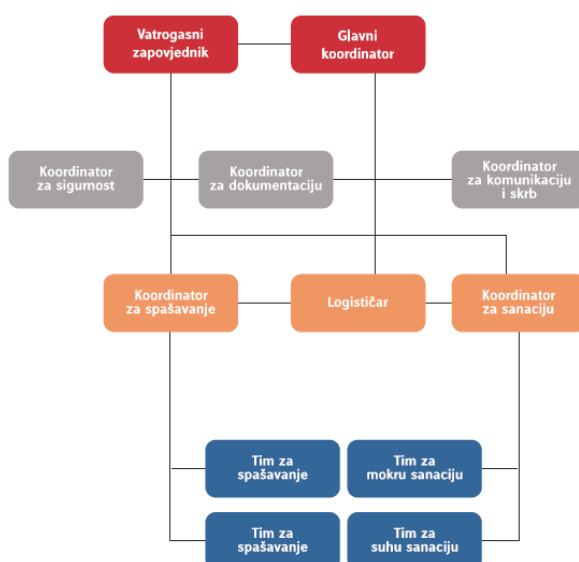 Vatrogasni
zapovjednik
Glavni
koordinator
Koordinator
za sigurnost
Koordinator
za dokumentaciju
Koordinator
za komunikaciju
i skrb
Koordinator
za spašavanje
Logističar
Koordinator
za sanaciju
Tim za
spašavanje
Tim za
mokru sanaciju
Tim za
spašavanje
Tim za
suhu sanaciju